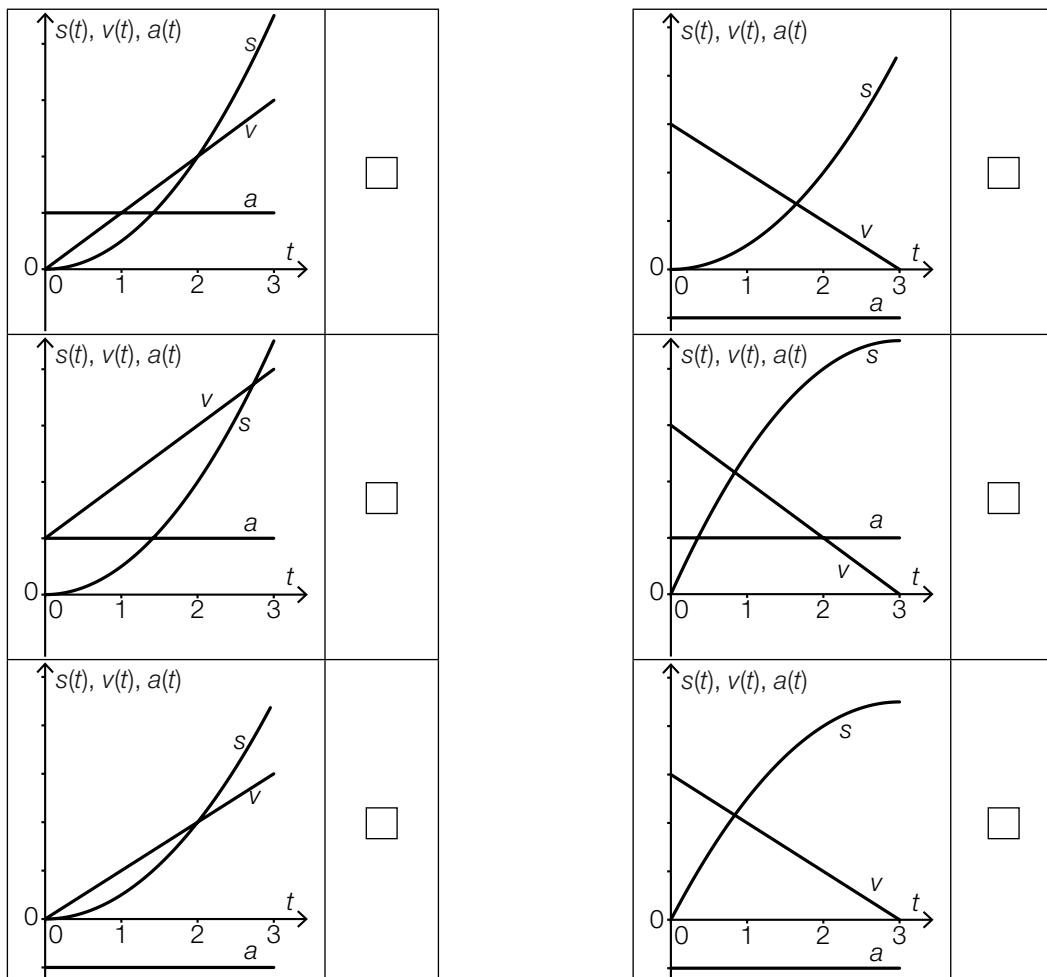 s(t), v(t), a(t)
s
v
a
t
0
0 1 2 3
s(t), v(t), a(t)
s
v
t
0
0 1 2 3
a
s(t), v(t), a(t)
v
s
a
t
0
0 1 2 3
s(t), v(t), a(t)
s
a
v
t
0
0 1 2 3
s(t), v(t), a(t)
s
v
t
0
0 1 2 3
a
s(t), v(t), a(t)
s
v
t
0
0 1 2 3
a